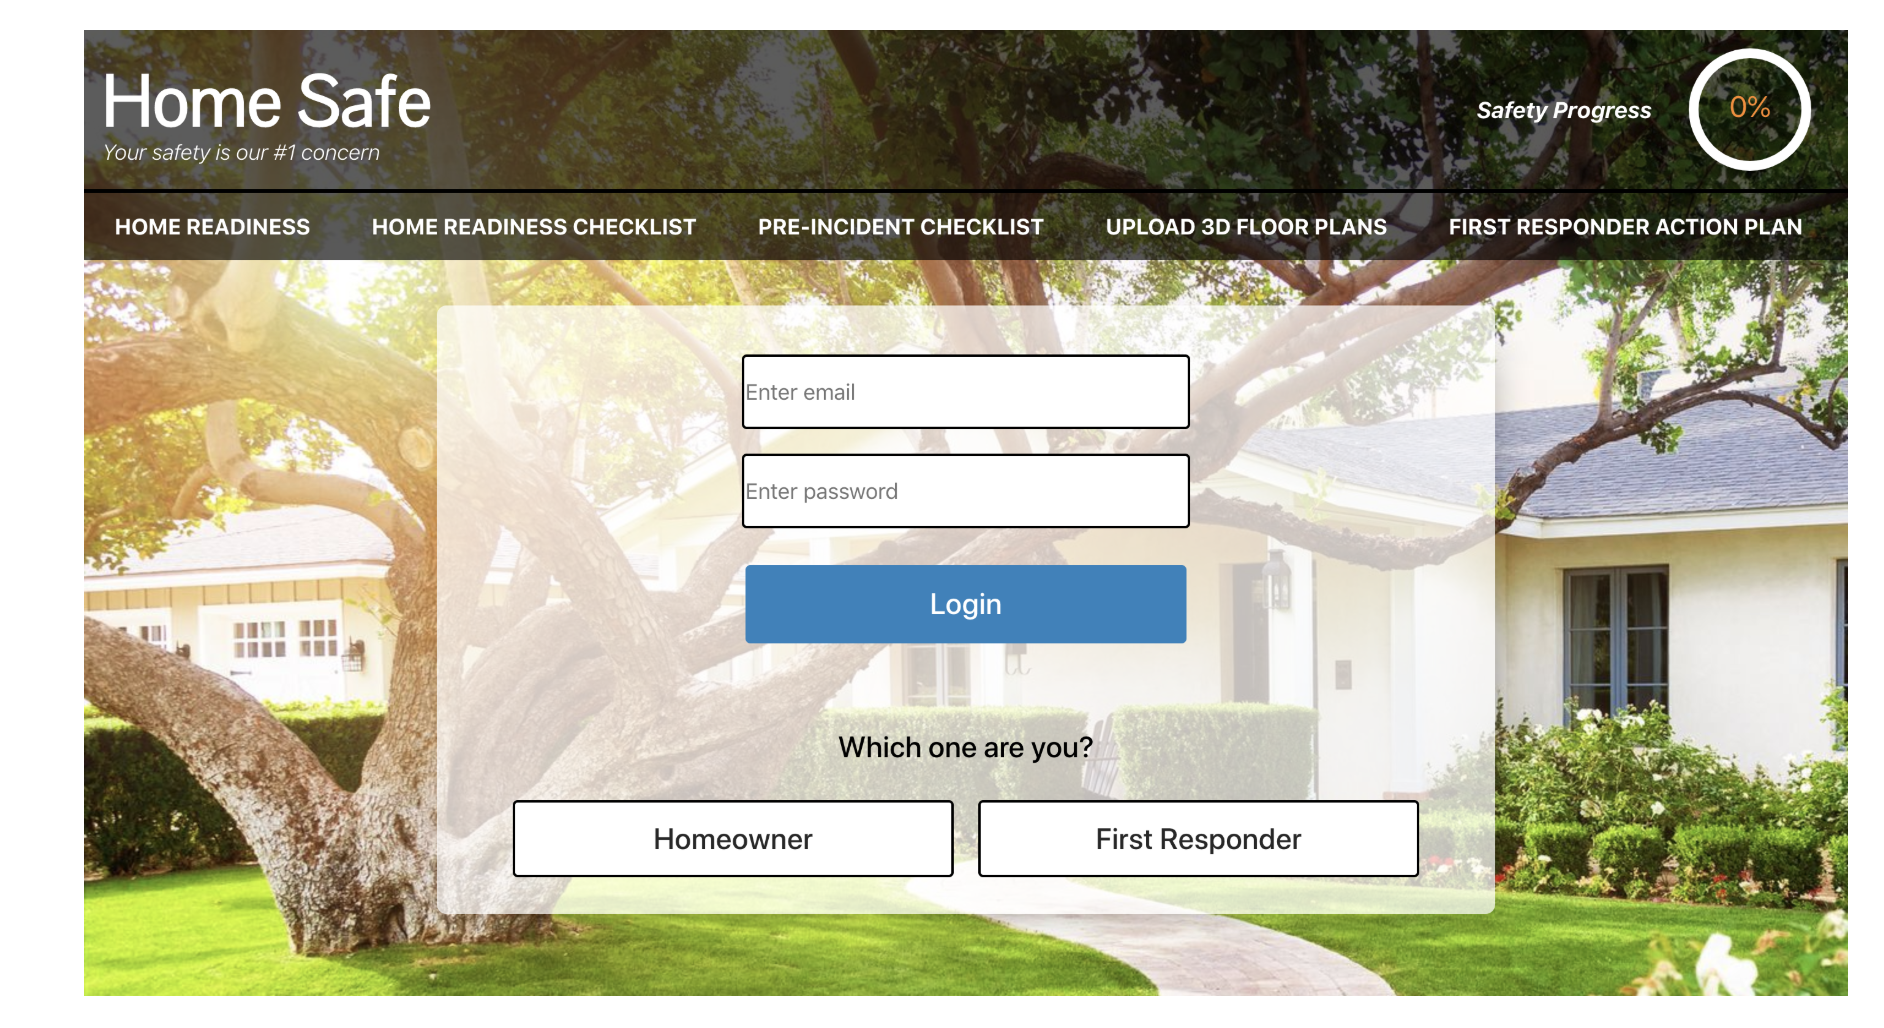 Home Safe
Your safety is our #1 concern
Safety Progress
0%
HOME READINESS
HOME READINESS CHECKLIST
PRE-INCIDENT CHECKLIST
UPLOAD 3D FLOOR PLANS
FIRST RESPONDER ACTION PLAN
Enter email
Enter password
Login
Which one are you?
Homeowner
First Responder